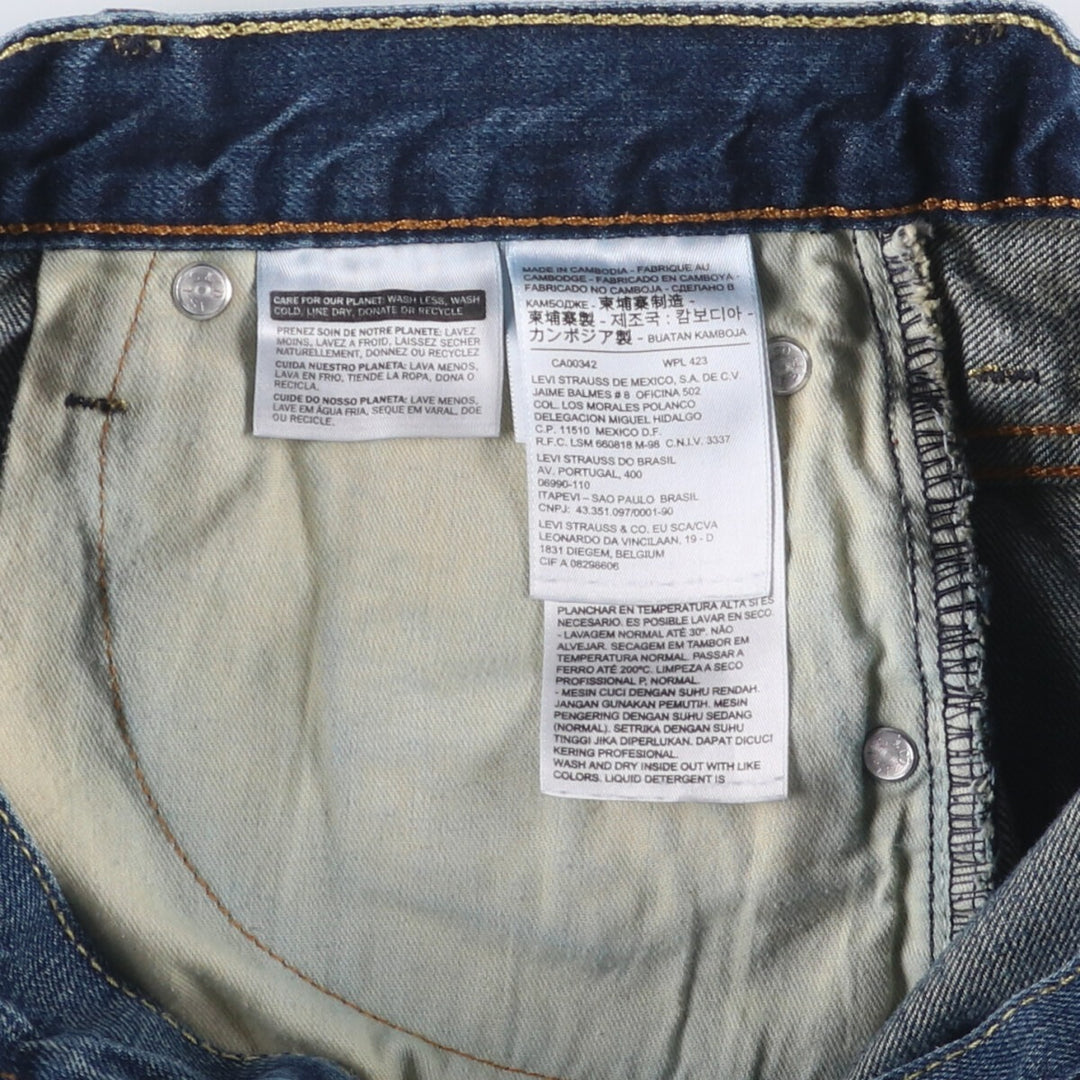 CARE FOR OUR PLANET: WASH LESS, WASH
COLD, LINE DRY, DONATE OR RECYCLE
PRENEZ SOIN DE NOTRE PLANETE: LAVEZ
MOINS, LAVEZ A FROID, LAISSEZ SECHER
NATURELLEMENT, DONNEZ OU RECYCLEZ
CUIDA NUESTRO PLANETA: LAVA MENOS,
LAVA EN FRIO, TIENDE LA ROPA, DONA O
RECICLA.
CUIDE DO NOSSO PLANETA: LAVE MENOS,
LAVE EM ÁGUA FRIA, SEQUE EM VARAL, DOE
OU RECICLE.
MADE IN CAMBODIA - FABRIQUE AU
CAMBODGE - FABRICADO EN CAMBOYA -
FABRICADO NO CAMBOJA - СДЕЛАНО В
КАМБОДЖЕ - 柬埔寨制造 -
柬埔寨製 - 제조국 : 캄보디아 -
カンボジア製 - BUATAN KAMBOJA
CA00342 WPL 423
LEVI STRAUSS DE MEXICO, S.A. DE C.V.
JAIME BALMES # 8 OFICINA 502
COL. LOS MORALES POLANCO
DELEGACION MIGUEL HIDALGO
C.P. 11510 MEXICO D.F.
R.F.C. LSM 660818 M-98 C.N.I.V. 3337
LEVI STRAUSS DO BRASIL
AV. PORTUGAL, 400
06696-110
ITAPEVI – SAO PAULO BRASIL
CNPJ: 43.351.097/0001-90
LEVI STRAUSS & CO. EU SCA/CVA
LEONARDO DA VINCILAAN, 19 - D
1831 DIEGEM, BELGIUM
CIF A 08296606
PLANCHAR EN TEMPERATURA ALTA SI ES
NECESARIO. ES POSIBLE LAVAR EN SECO.
- LAVAGEM NORMAL ATÉ 30º. NÃO
ALVEJAR. SECAGEM EM TAMBOR EM
TEMPERATURA NORMAL. PASSAR A
FERRO ATÉ 200ºC. LIMPEZA A SECO
PROFISSIONAL P, NORMAL.
- MESIN CUCI DENGAN SUHU RENDAH.
JANGAN GUNAKAN PEMUTIH. MESIN
PENGERING DENGAN SUHU SEDANG
(NORMAL). SETRIKA DENGAN SUHU
TINGGI JIKA DIPERLUKAN. DAPAT DICUCI
KERING PROFESIONAL.
WASH AND DRY INSIDE OUT WITH LIKE
COLORS. LIQUID DETERGENT IS